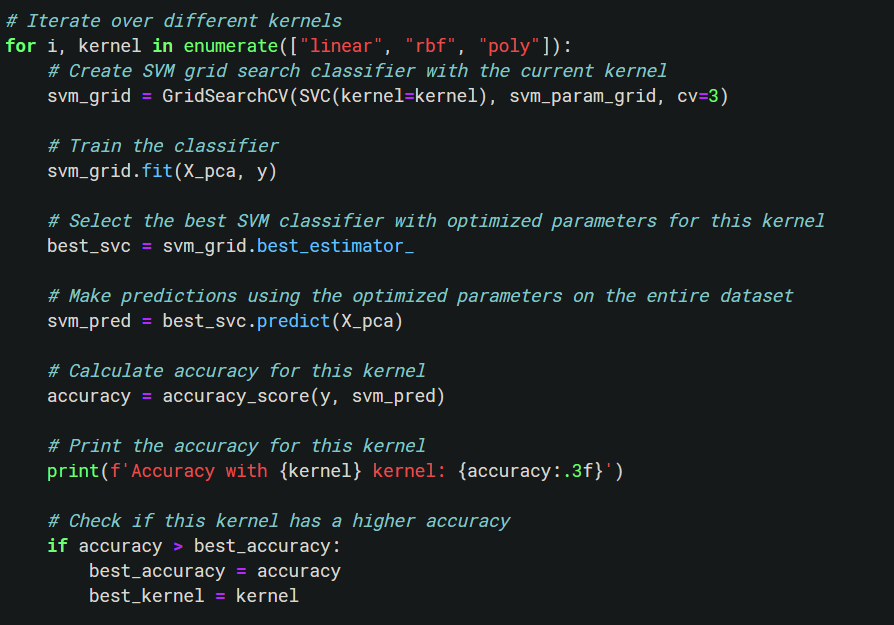 # Iterate over different kernels
for i, kernel in enumerate(["linear", "rbf", "poly"]):
    # Create SVM grid search classifier with the current kernel
    svm_grid = GridSearchCV(SVC(kernel=kernel), svm_param_grid, cv=3)

    # Train the classifier
    svm_grid.fit(X_pca, y)

    # Select the best SVM classifier with optimized parameters for this kernel
    best_svc = svm_grid.best_estimator_

    # Make predictions using the optimized parameters on the entire dataset
    svm_pred = best_svc.predict(X_pca)

    # Calculate accuracy for this kernel
    accuracy = accuracy_score(y, svm_pred)

    # Print the accuracy for this kernel
    print(f'Accuracy with {kernel} kernel: {accuracy:.3f}')

    # Check if this kernel has a higher accuracy
    if accuracy > best_accuracy:
        best_accuracy = accuracy
        best_kernel = kernel